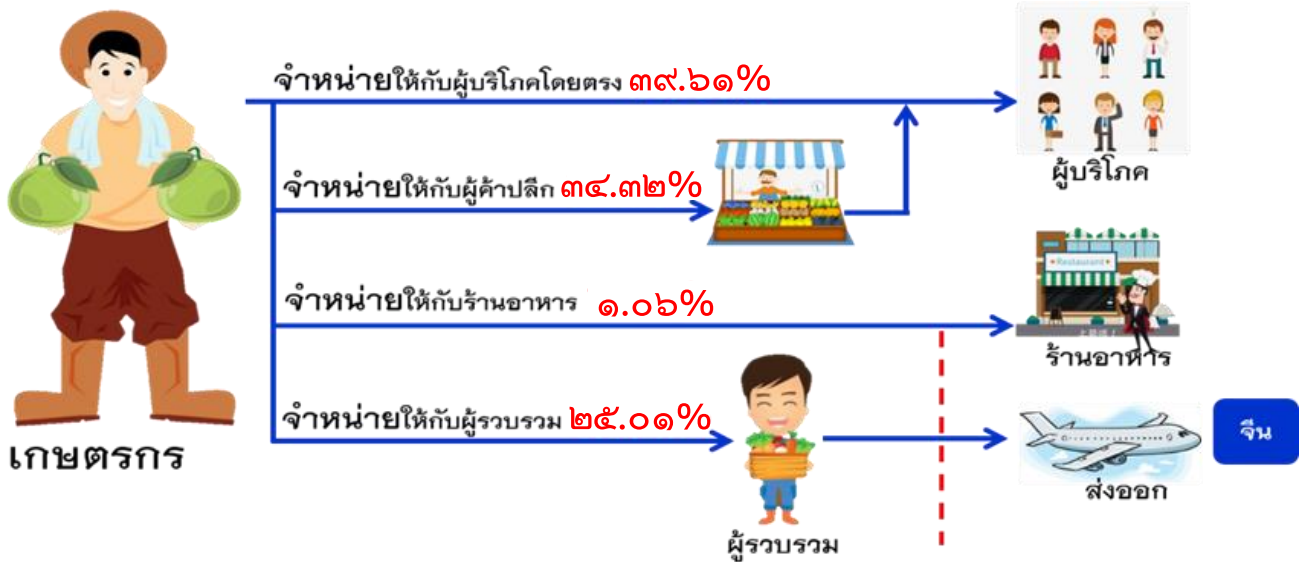 จำหน่ายให้กับผู้บริโภคโดยตรง ๓๙.๖๑%
ผู้บริโภค
จำหน่ายให้กับผู้ค้าปลีก ๓๔.๓๒%
Restaurant
จำหน่ายให้กับร้านอาหาร ๑.๐๖%
ร้านอาหาร
จำหน่ายให้กับผู้รวบรวม ๒๕.๐๑%
จีน
เกษตรกร
ส่งออก
ผู้รวบรวม